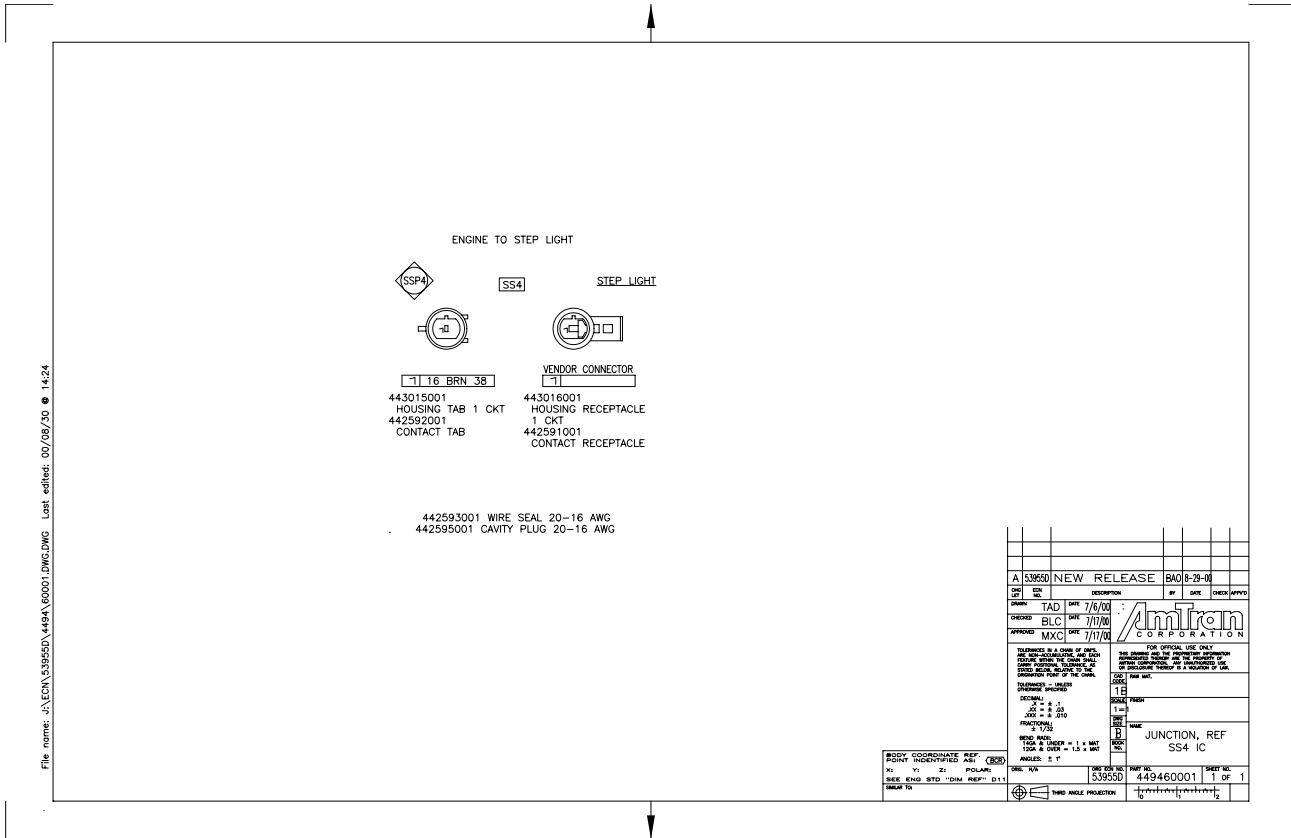 ENGINE TO STEP LIGHT
SSP4
SS4
STEP LIGHT
VENDOR CONNECTOR
16 BRN 38
443015001
HOUSING TAB 1 CKT
442592001
CONTACT TAB
443016001
HOUSING RECEPTACLE
1 CKT
442591001
CONTACT RECEPTACLE
442593001 WIRE SEAL 20-16 AWG
442595001 CAVITY PLUG 20-16 AWG
File name: J:\ECN\53955D\4494\60001.DWG.DWG Last edited: 00/08/30 @ 14:24
A 53955D NEW RELEASE BAO 8-29-00
CHG LET ECN NO. DESCRIPTION BY DATE CHECK APPV'D
DRAWN TAD DATE 7/6/00
CHECKED BLC DATE 7/17/00
APPROVED MXC DATE 7/17/00
AmTran
CORPORATION
TOLERANCES IN A CHAIN OF DIM'S.
ARE NON-ACCUMULATIVE, AND EACH
FEATURE WITHIN THE CHAIN SHALL
CARRY POSITIONAL TOLERANCE, AS
STATED BELOW, RELATIVE TO THE
ORIGINATION POINT OF THE CHAIN.
TOLERANCES - UNLESS
OTHERWISE SPECIFIED
DECIMAL:
.X = ± .1
.XX = ± .03
.XXX = ± .010
FRACTIONAL:
± 1/32
BEND RADII:
14GA & UNDER = 1 x MAT
12GA & OVER = 1.5 x MAT
ANGLES: ± 1°
FOR OFFICIAL USE ONLY
THIS DRAWING AND THE PROPRIETARY INFORMATION
REPRESENTED THEREBY ARE THE PROPERTY OF
AMTRAN CORPORATION. ANY UNAUTHORIZED USE
OR DISCLOSURE THEREOF IS A VIOLATION OF LAW.
CAD CODE 1B
RAW MAT.
SCALE 1=1
FINISH
DWG SIZE B
BOOK NO.
NAME
JUNCTION, REF
SS4 IC
BODY COORDINATE REF.
POINT INDENTIFIED AS: BCR
X: Y: Z: POLAR:
SEE ENG STD "DIM REF" D11
SIMILAR TO:
ORIG. N/A
ORG ECN NO. 53955D
PART NO. 449460001
SHEET NO. 1 OF 1
THIRD ANGLE PROJECTION
0 1 2